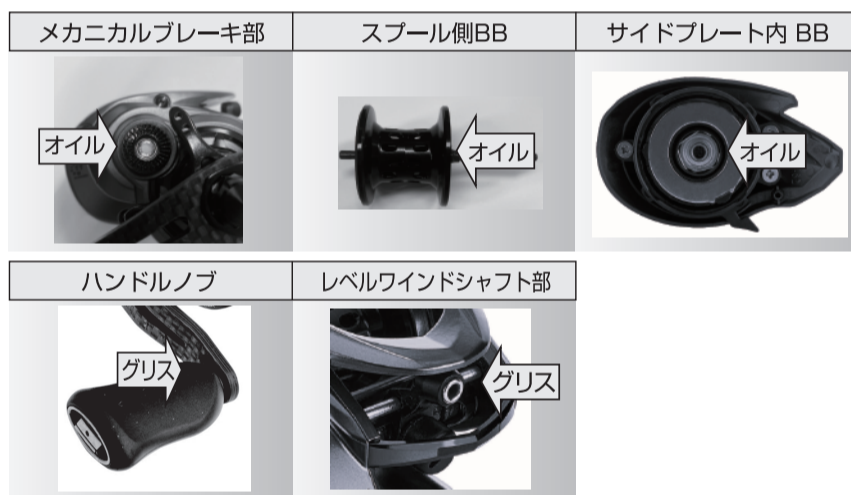 メカニカルブレーキ部
スプール側BB
サイドプレート内 BB
オイル
オイル
オイル
ハンドルノブ
レベルワインドシャフト部
グリス
グリス